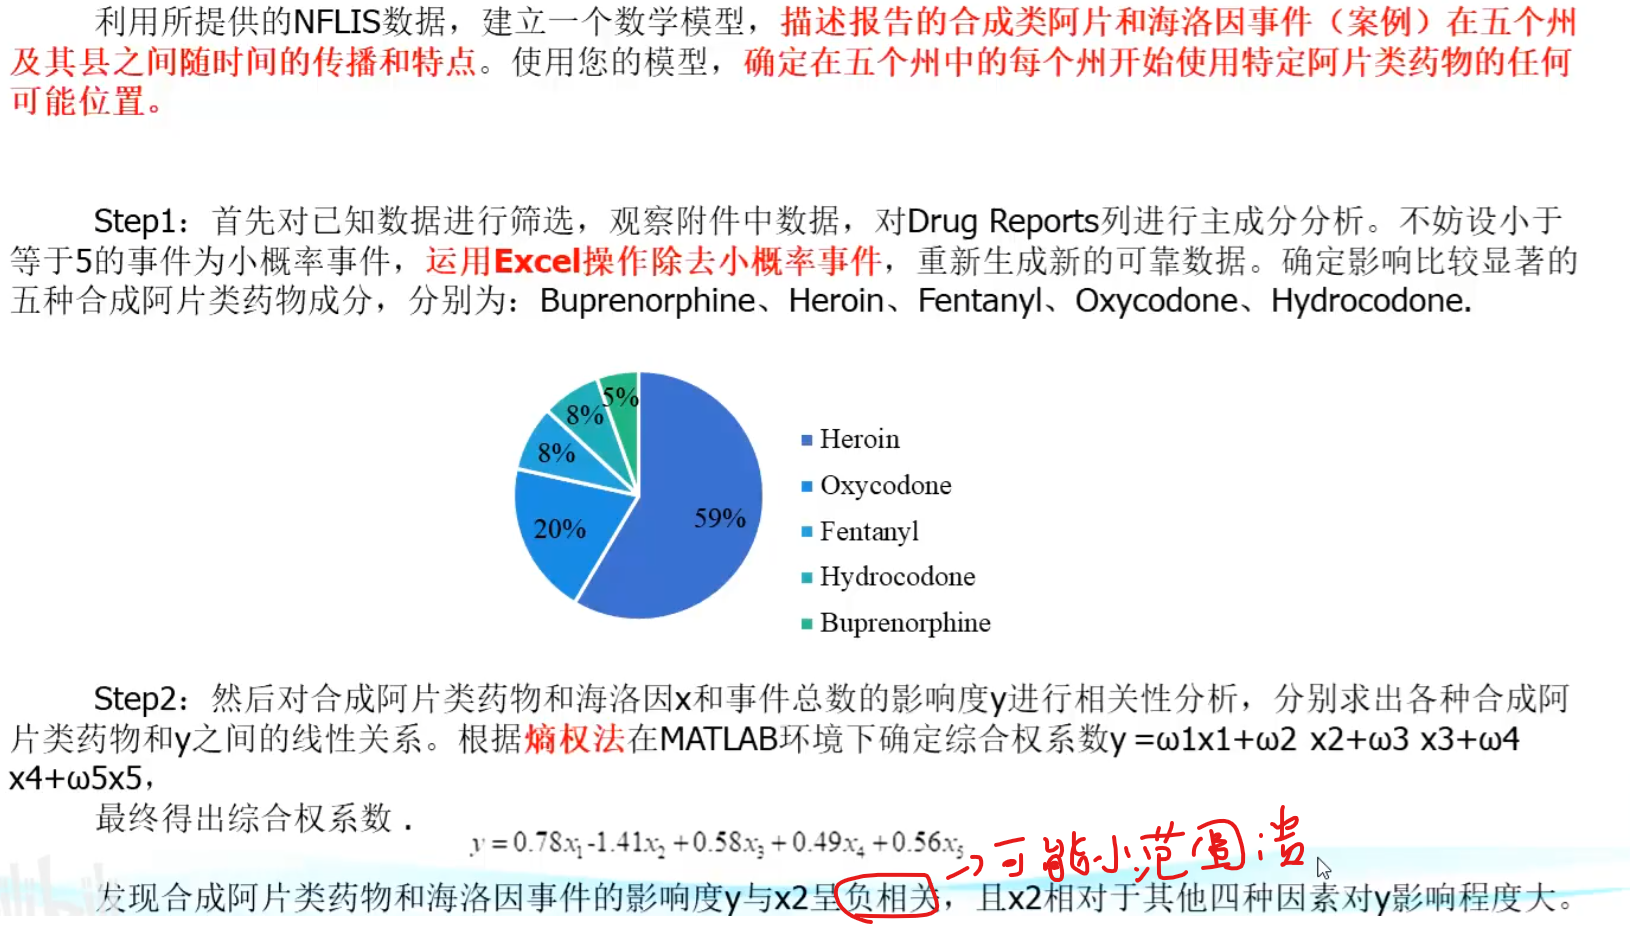 利用所提供的NFLIS数据，建立一个数学模型，描述报告的合成类阿片和海洛因事件（案例）在五个州
及其县之间随时间的传播和特点。使用您的模型，确定在五个州中的每个州开始使用特定阿片类药物的任何
可能位置。
Step1：首先对已知数据进行筛选，观察附件中数据，对Drug Reports列进行主成分分析。不妨设小于
等于5的事件为小概率事件，运用Excel操作除去小概率事件，重新生成新的可靠数据。确定影响比较显著的
五种合成阿片类药物成分，分别为：Buprenorphine、Heroin、Fentanyl、Oxycodone、Hydrocodone.
5%
8%
8%
20%
59%
Heroin
Oxycodone
Fentanyl
Hydrocodone
Buprenorphine
Step2：然后对合成阿片类药物和海洛因x和事件总数的影响度y进行相关性分析，分别求出各种合成阿
片类药物和y之间的线性关系。根据熵权法在MATLAB环境下确定综合权系数y =ω1x1+ω2 x2+ω3 x3+ω4
x4+ω5x5，
最终得出综合权系数．
y = 0.78x₁ -1.41x₂ + 0.58x₃ + 0.49x₄ + 0.56x₅
→可能小范围
发现合成阿片类药物和海洛因事件的影响度y与x2呈负相关，且x2相对于其他四种因素对y影响程度大。